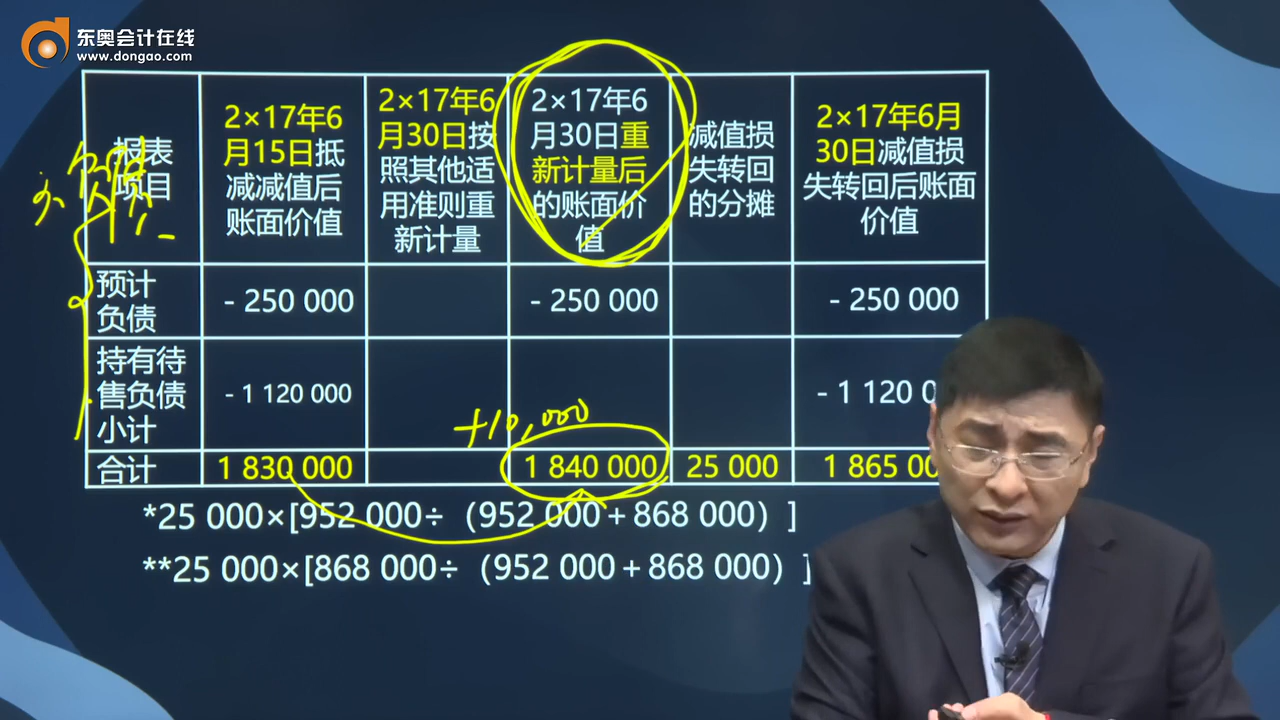 东奥会计在线
www.dongao.com
报表
项目
2×17年6
月15日抵
减减值后
账面价值
2×17年6
月30日按
照其他适
用准则重
新计量
2×17年6
月30日重
新计量后
的账面价
值
减值损
失转回
的分摊
2×17年6月
30日减值损
失转回后账面
价值
预计
负债
- 250 000
- 250 000
- 250 000
持有待
售负债
小计
- 1 120 000
- 1 120 0
+10,000
合计
1 830 000
1 840 000
25 000
1 865 00
*25 000×[952 000÷（952 000＋868 000）]
**25 000×[868 000÷（952 000＋868 000）]